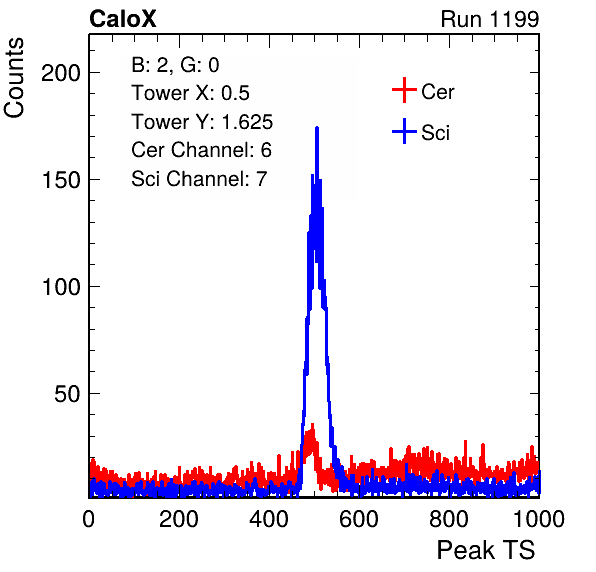 CaloX Run 1199
Counts
B: 2, G: 0
Tower X: 0.5
Tower Y: 1.625
Cer Channel: 6
Sci Channel: 7
Cer
Sci
200
150
100
50
0 200 400 600 800 1000
Peak TS